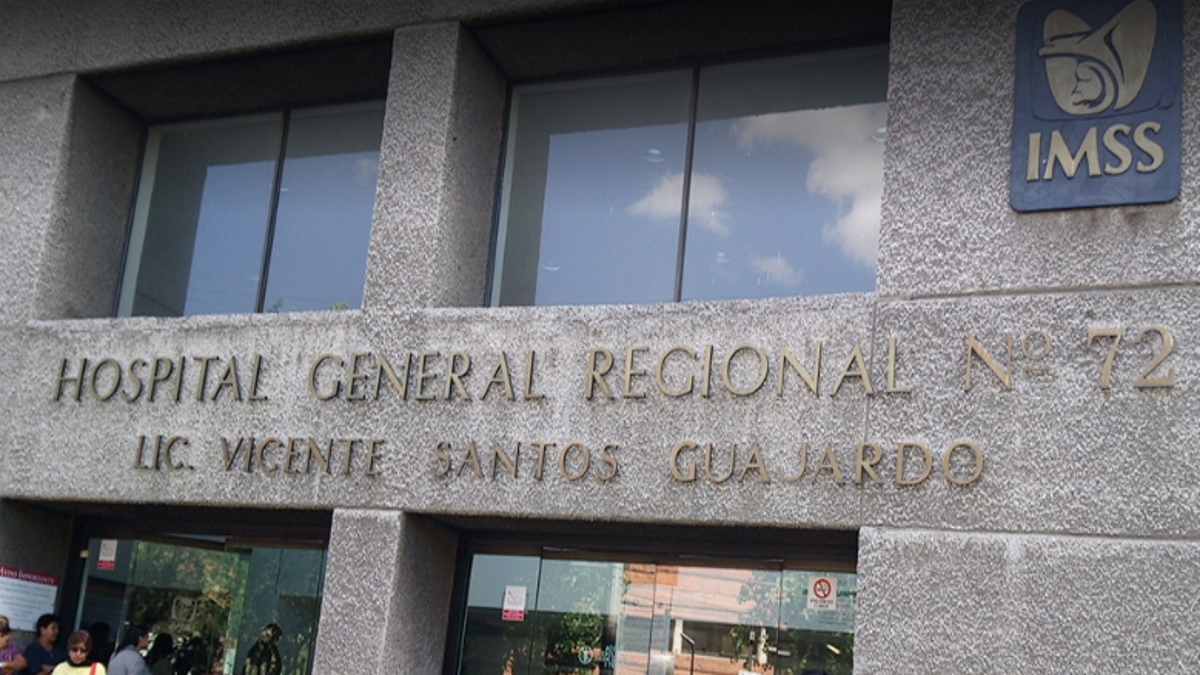 IMSS
HOSPITAL GENERAL REGIONAL Nº 72
LIC. VICENTE SANTOS GUAJARDO